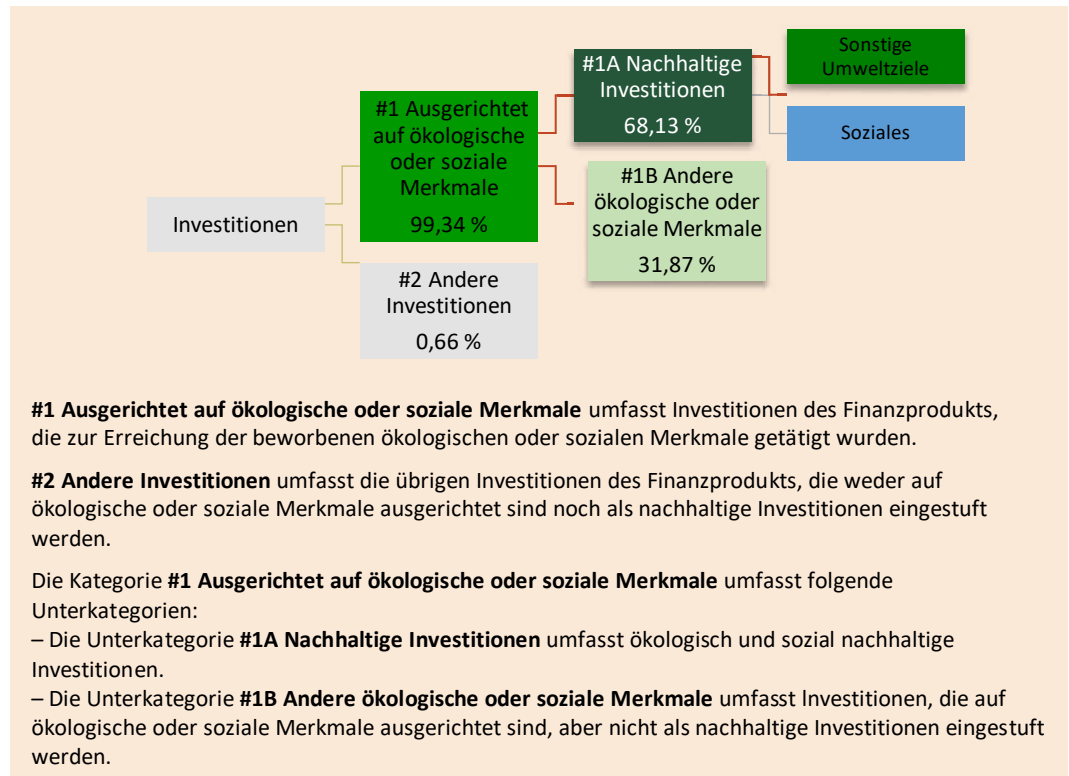 Investitionen
#1 Ausgerichtet
auf ökologische
oder soziale
Merkmale
99,34 %
#2 Andere
Investitionen
0,66 %
#1A Nachhaltige
Investitionen
68,13 %
#1B Andere
ökologische oder
soziale Merkmale
31,87 %
Sonstige
Umweltziele
Soziales
#1 Ausgerichtet auf ökologische oder soziale Merkmale umfasst Investitionen des Finanzprodukts,
die zur Erreichung der beworbenen ökologischen oder sozialen Merkmale getätigt wurden.
#2 Andere Investitionen umfasst die übrigen Investitionen des Finanzprodukts, die weder auf
ökologische oder soziale Merkmale ausgerichtet sind noch als nachhaltige Investitionen eingestuft
werden.
Die Kategorie #1 Ausgerichtet auf ökologische oder soziale Merkmale umfasst folgende
Unterkategorien:
– Die Unterkategorie #1A Nachhaltige Investitionen umfasst ökologisch und sozial nachhaltige
Investitionen.
– Die Unterkategorie #1B Andere ökologische oder soziale Merkmale umfasst Investitionen, die auf
ökologische oder soziale Merkmale ausgerichtet sind, aber nicht als nachhaltige Investitionen eingestuft
werden.